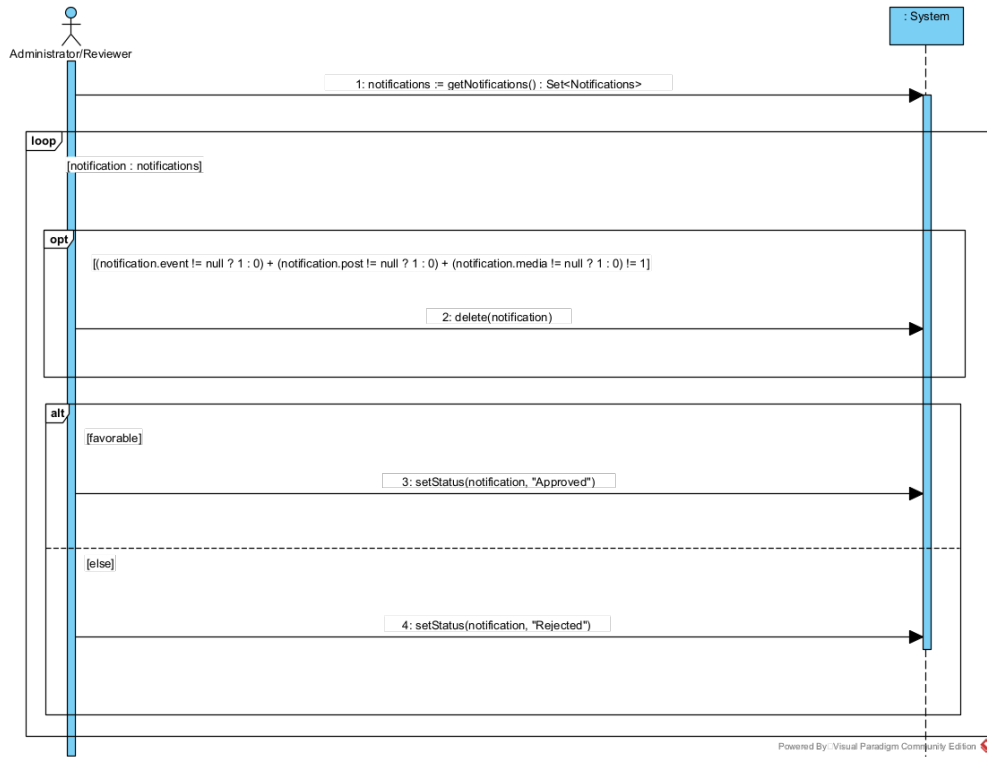 : System
Administrator/Reviewer
1: notifications := getNotifications() : Set<Notifications>
loop
[notification : notifications]
opt
[(notification.event != null ? 1 : 0) + (notification.post != null ? 1 : 0) + (notification.media != null ? 1 : 0) != 1]
2: delete(notification)
alt
[favorable]
3: setStatus(notification, "Approved")
[else]
4: setStatus(notification, "Rejected")
Powered By Visual Paradigm Community Edition